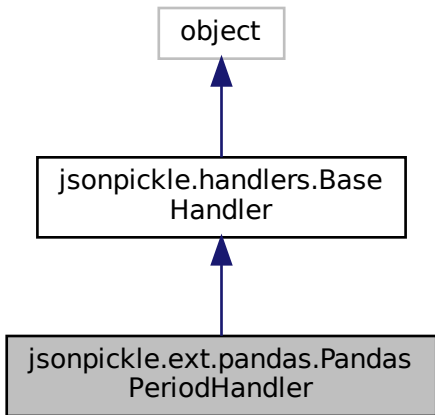 object
jsonpickle.handlers.Base
Handler
jsonpickle.ext.pandas.Pandas
PeriodHandler